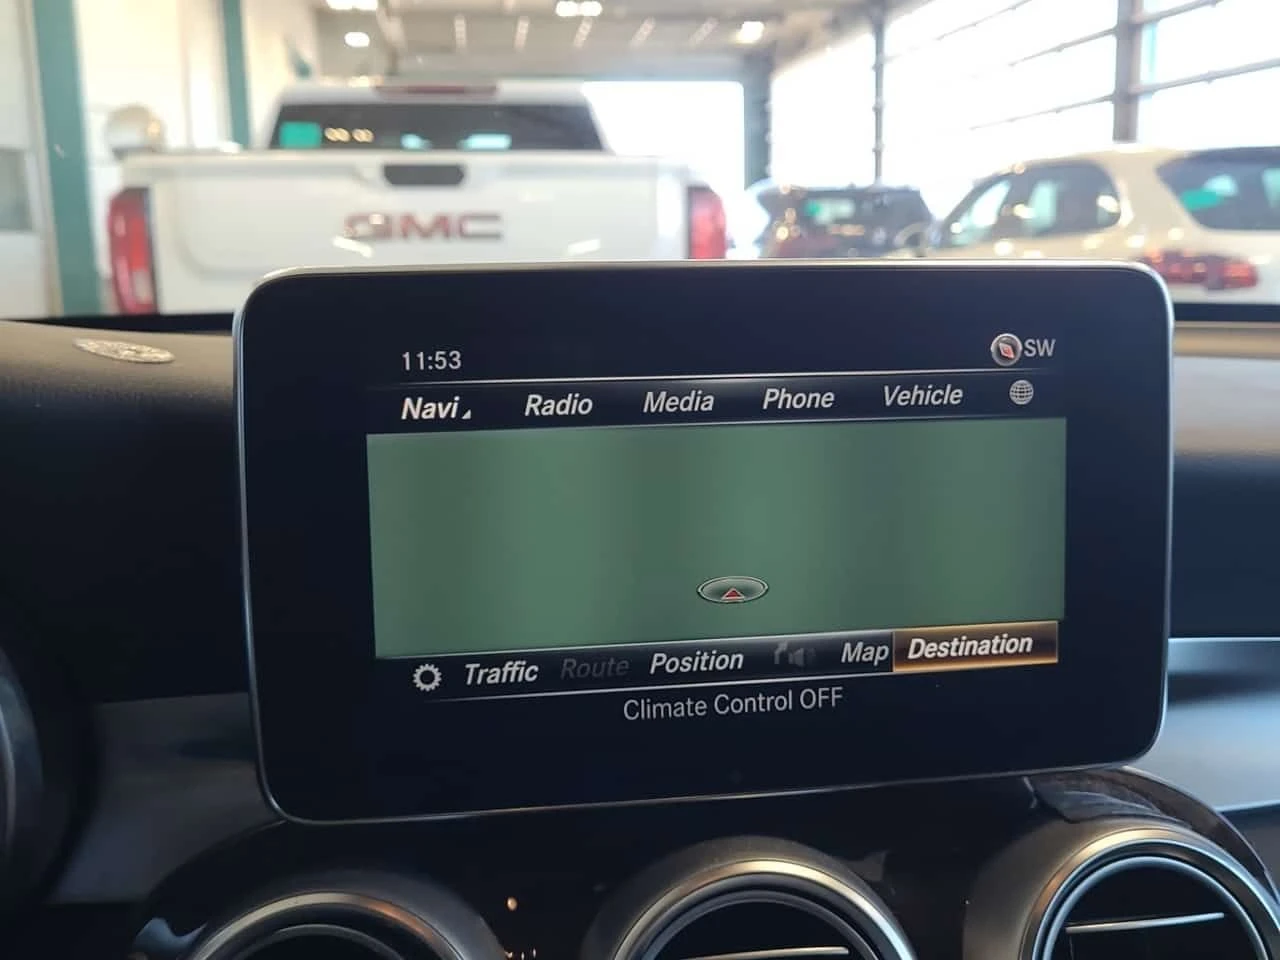 GMC
11:53 SW
Navi Radio Media Phone Vehicle
Traffic Route Position Map Destination
Climate Control OFF